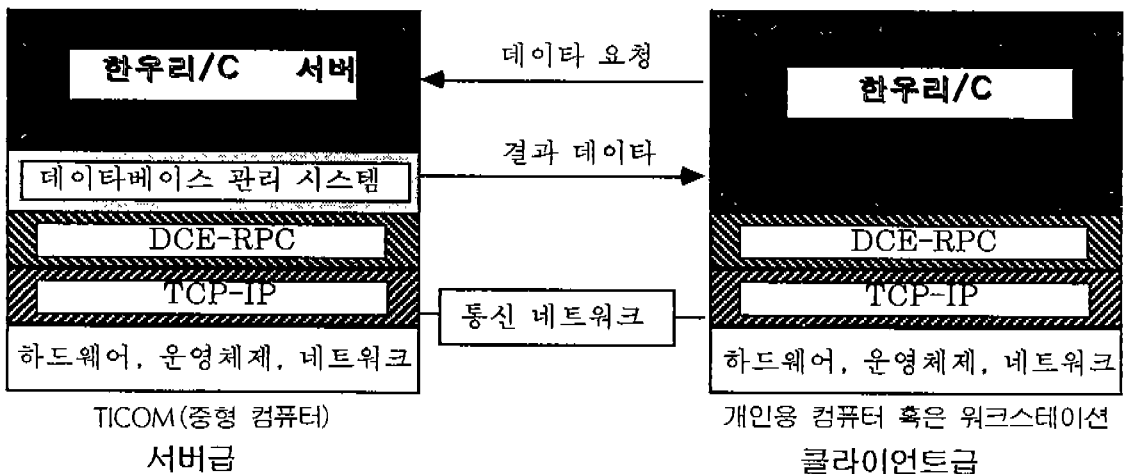 한우리/C 서버
데이타베이스 관리 시스템
DCE-RPC
TCP-IP
하드웨어, 운영체제, 네트워크
TICOM(중형 컴퓨터)
서버급
데이타 요청
결과 데이타
통신 네트워크
한우리/C
DCE-RPC
TCP-IP
하드웨어, 운영체제, 네트워크
개인용 컴퓨터 혹은 워크스테이션
클라이언트급